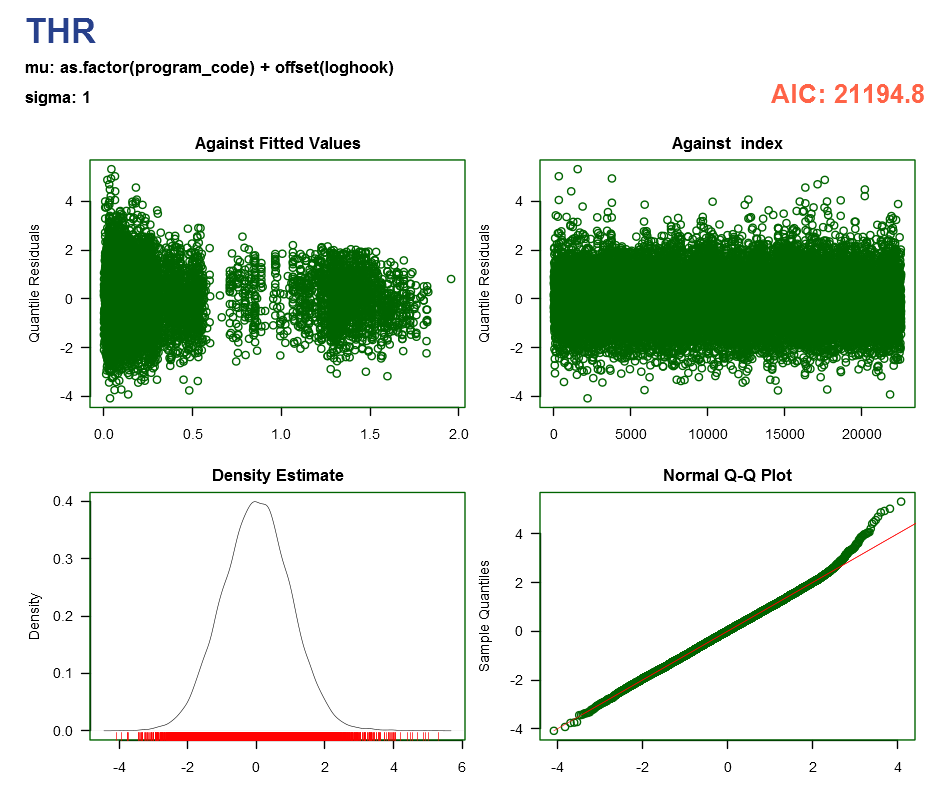 THR
mu: as.factor(program_code) + offset(loghook)
sigma: 1
AIC: 21194.8
Against Fitted Values
Quantile Residuals
4
2
0
-2
-4
0.0 0.5 1.0 1.5 2.0
Against  index
Quantile Residuals
4
2
0
-2
-4
0 5000 10000 15000 20000
Density Estimate
Density
0.4
0.3
0.2
0.1
0.0
-4 -2 0 2 4 6
Normal Q-Q Plot
Sample Quantiles
4
2
0
-2
-4
-4 -2 0 2 4